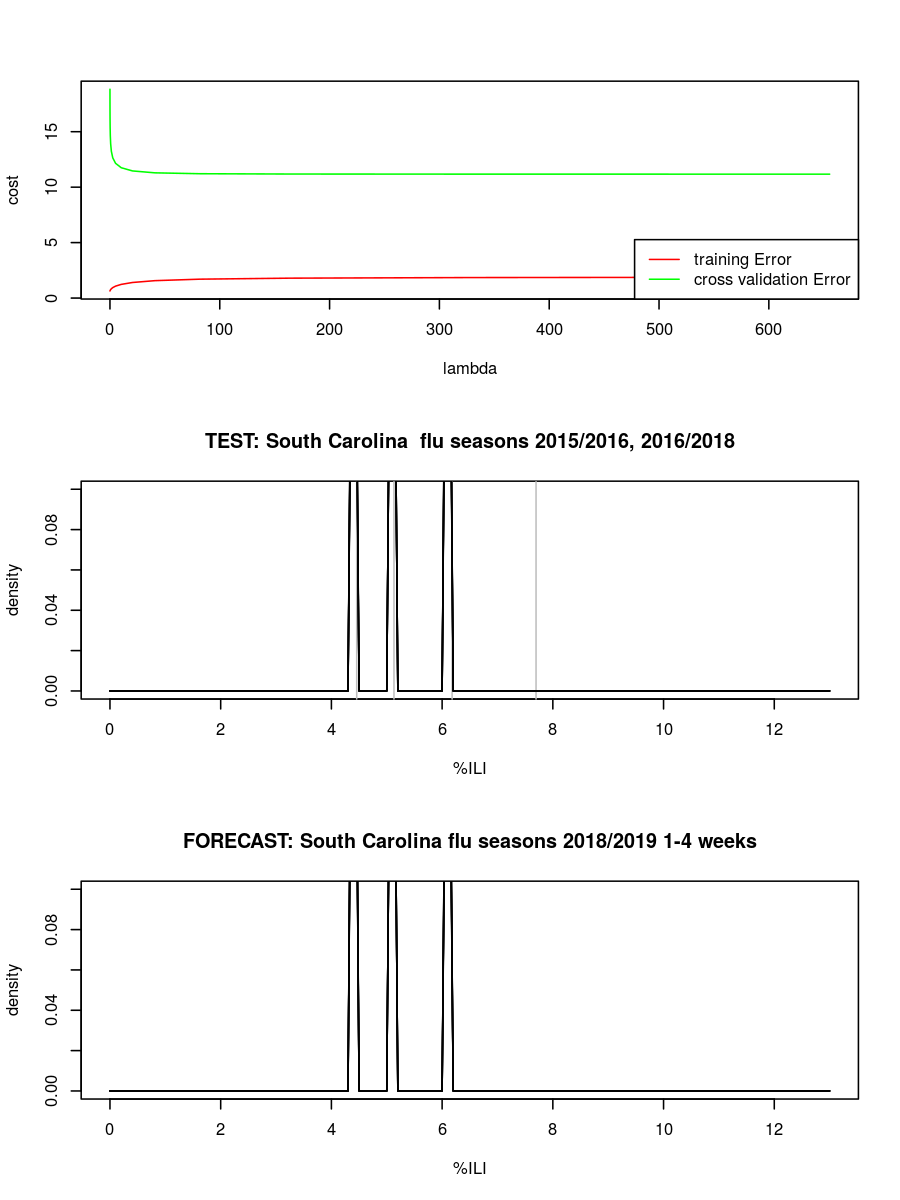 15
10
5
0
cost
training Error
cross validation Error
0 100 200 300 400 500 600
lambda
TEST: South Carolina  flu seasons 2015/2016, 2016/2018
0.08
0.04
0.00
density
0 2 4 6 8 10 12
%ILI
FORECAST: South Carolina flu seasons 2018/2019 1-4 weeks
0.08
0.04
0.00
density
0 2 4 6 8 10 12
%ILI